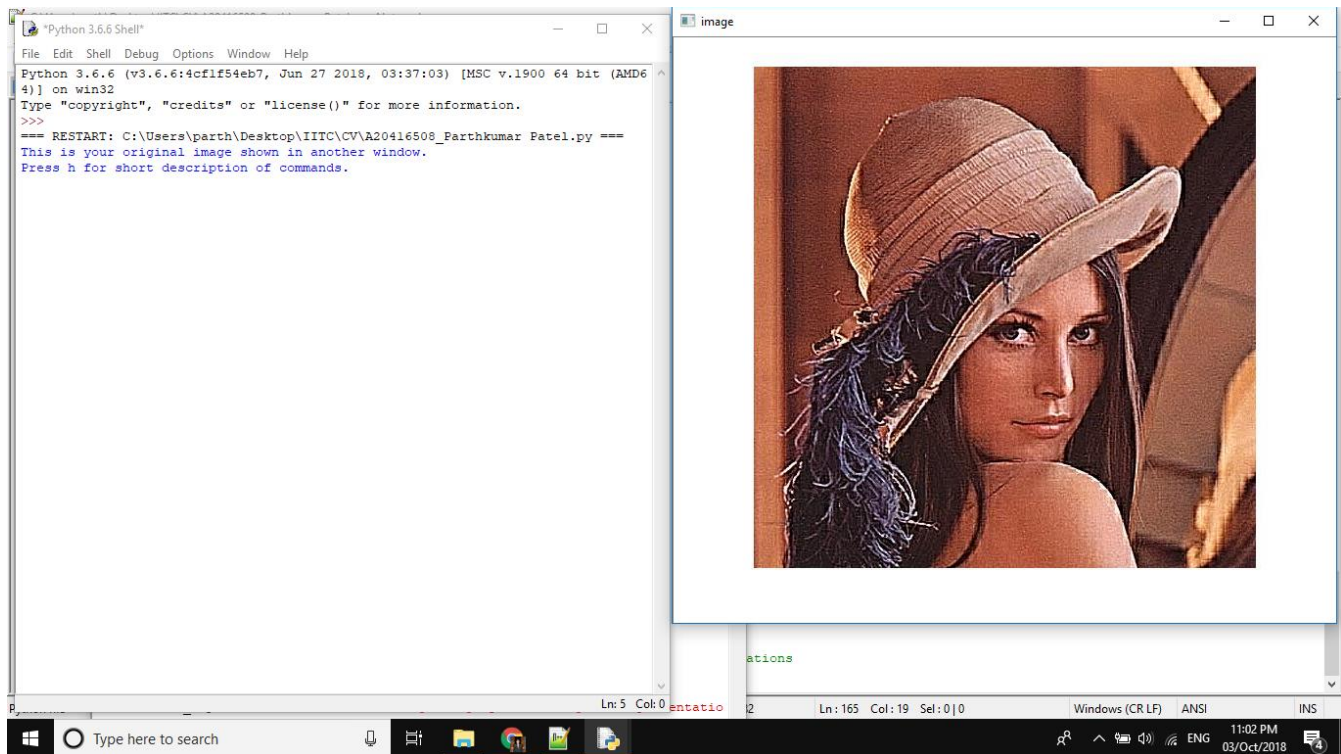 *Python 3.6.6 Shell*
File Edit Shell Debug Options Window Help
Python 3.6.6 (v3.6.6:4cf1f54eb7, Jun 27 2018, 03:37:03) [MSC v.1900 64 bit (AMD6
4)] on win32
Type "copyright", "credits" or "license()" for more information.
>>>
=== RESTART: C:\Users\parth\Desktop\IITC\CV\A20416508_Parthkumar Patel.py ===
This is your original image shown in another window.
Press h for short description of commands.
Ln: 5 Col: 0
image
ations
entatio
Ln : 165 Col : 19 Sel : 0 | 0
Windows (CR LF) ANSI INS
Type here to search
ENG
11:02 PM
03/Oct/2018
4